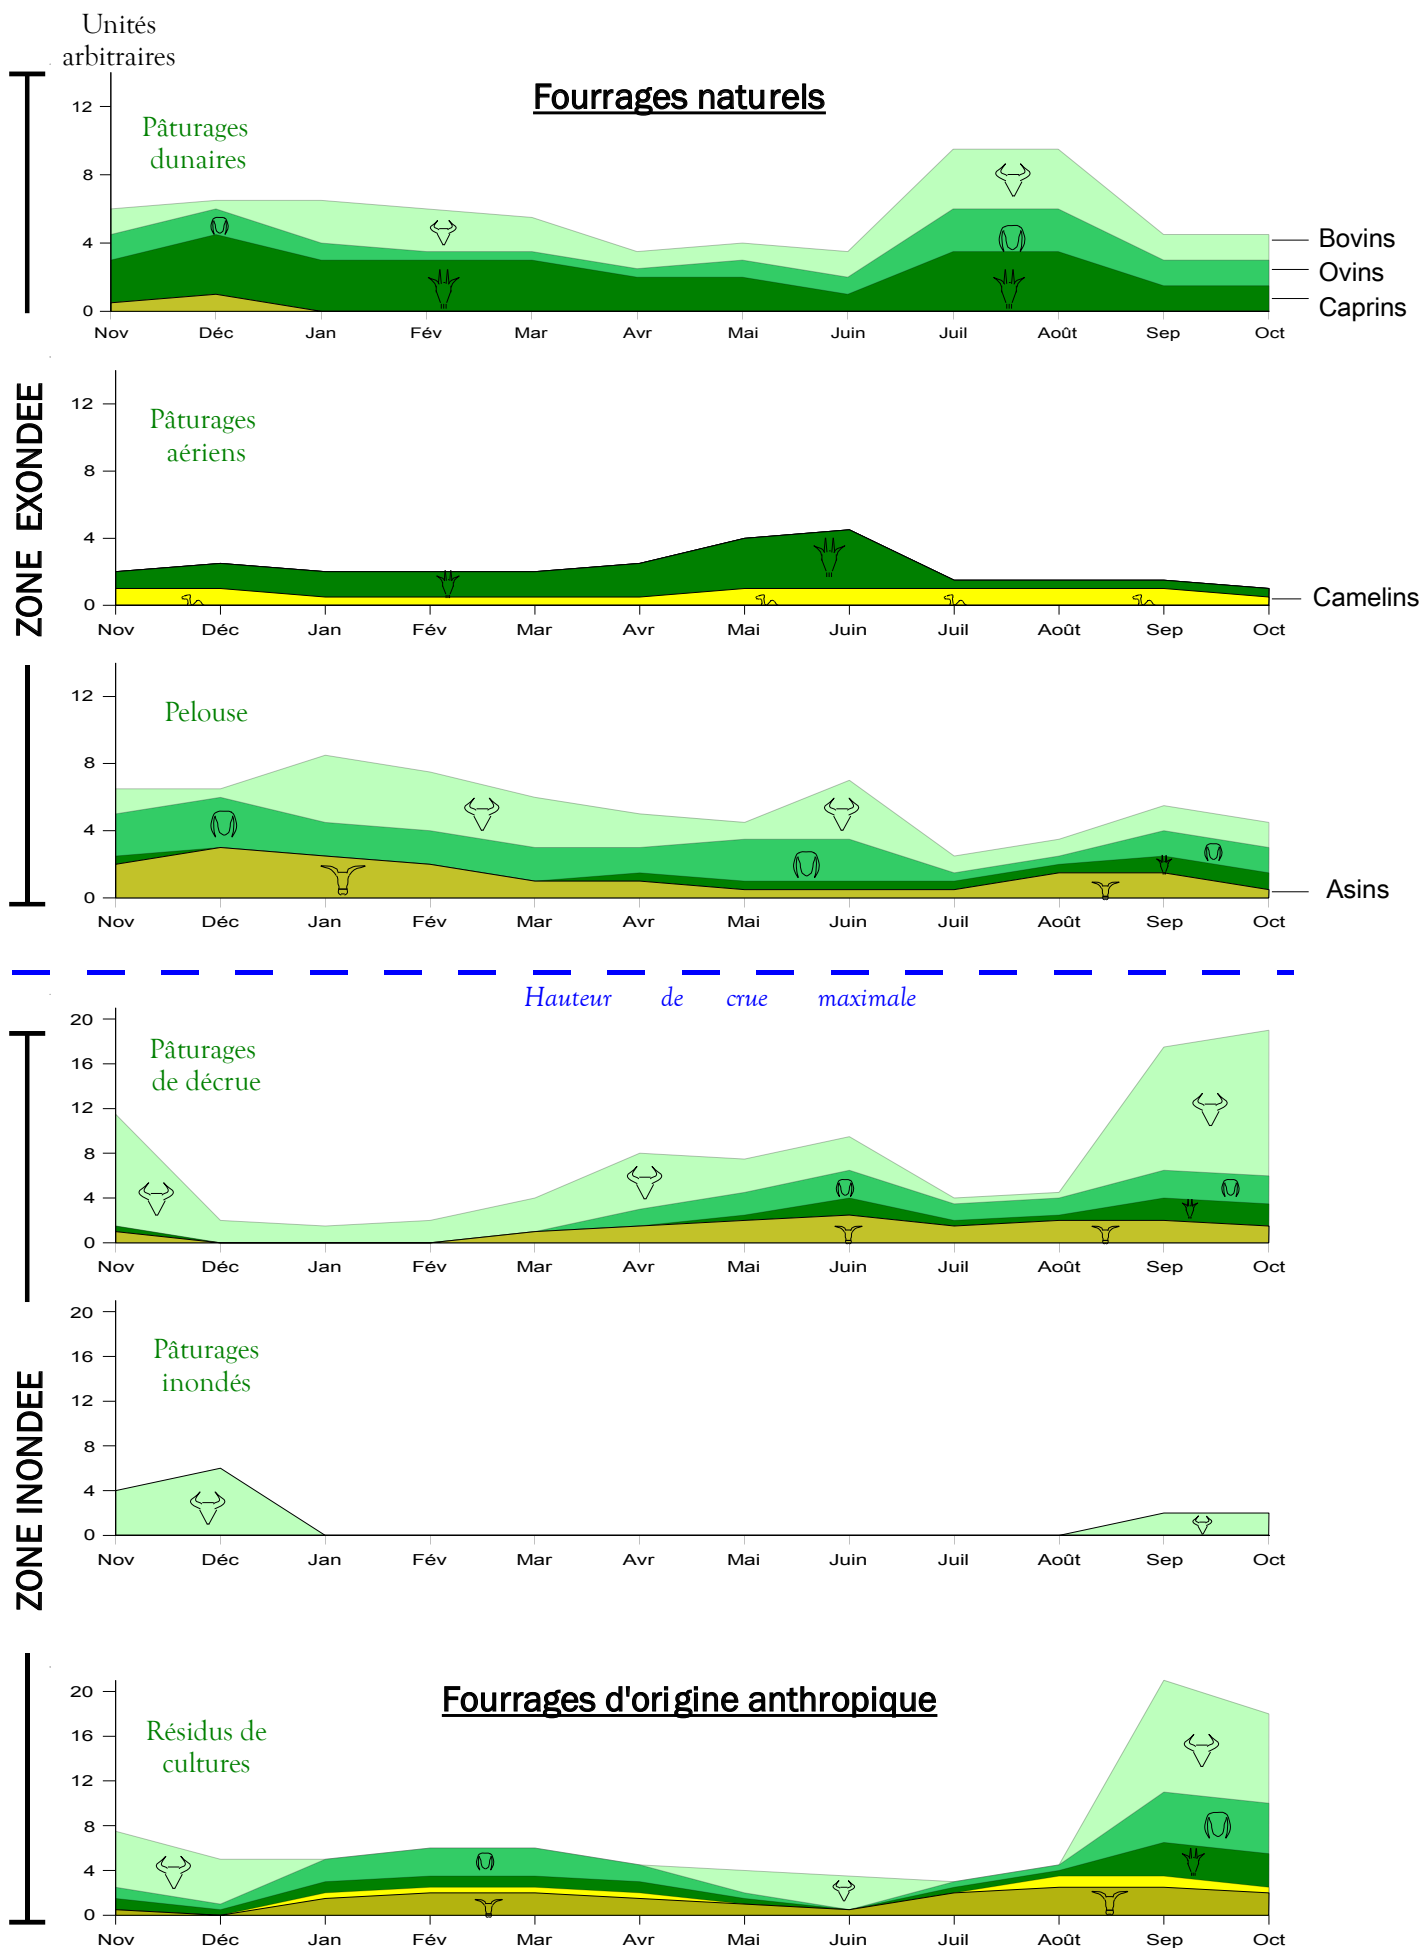 Unités
arbitraires
Fourrages naturels
Pâturages
dunaires
12
8
4
0
Nov Déc Jan Fév Mar Avr Mai Juin Juil Août Sep Oct
Bovins
Ovins
Caprins
ZONE EXONDEE
Pâturages
aériens
12
8
4
0
Nov Déc Jan Fév Mar Avr Mai Juin Juil Août Sep Oct
Camelins
Pelouse
12
8
4
0
Nov Déc Jan Fév Mar Avr Mai Juin Juil Août Sep Oct
Asins
Hauteur de crue maximale
ZONE INONDEE
Pâturages
de décrue
20
16
12
8
4
0
Nov Déc Jan Fév Mar Avr Mai Juin Juil Août Sep Oct
Pâturages
inondés
20
16
12
8
4
0
Nov Déc Jan Fév Mar Avr Mai Juin Juil Août Sep Oct
Fourrages d'origine anthropique
Résidus de
cultures
20
16
12
8
4
0
Nov Déc Jan Fév Mar Avr Mai Juin Juil Août Sep Oct